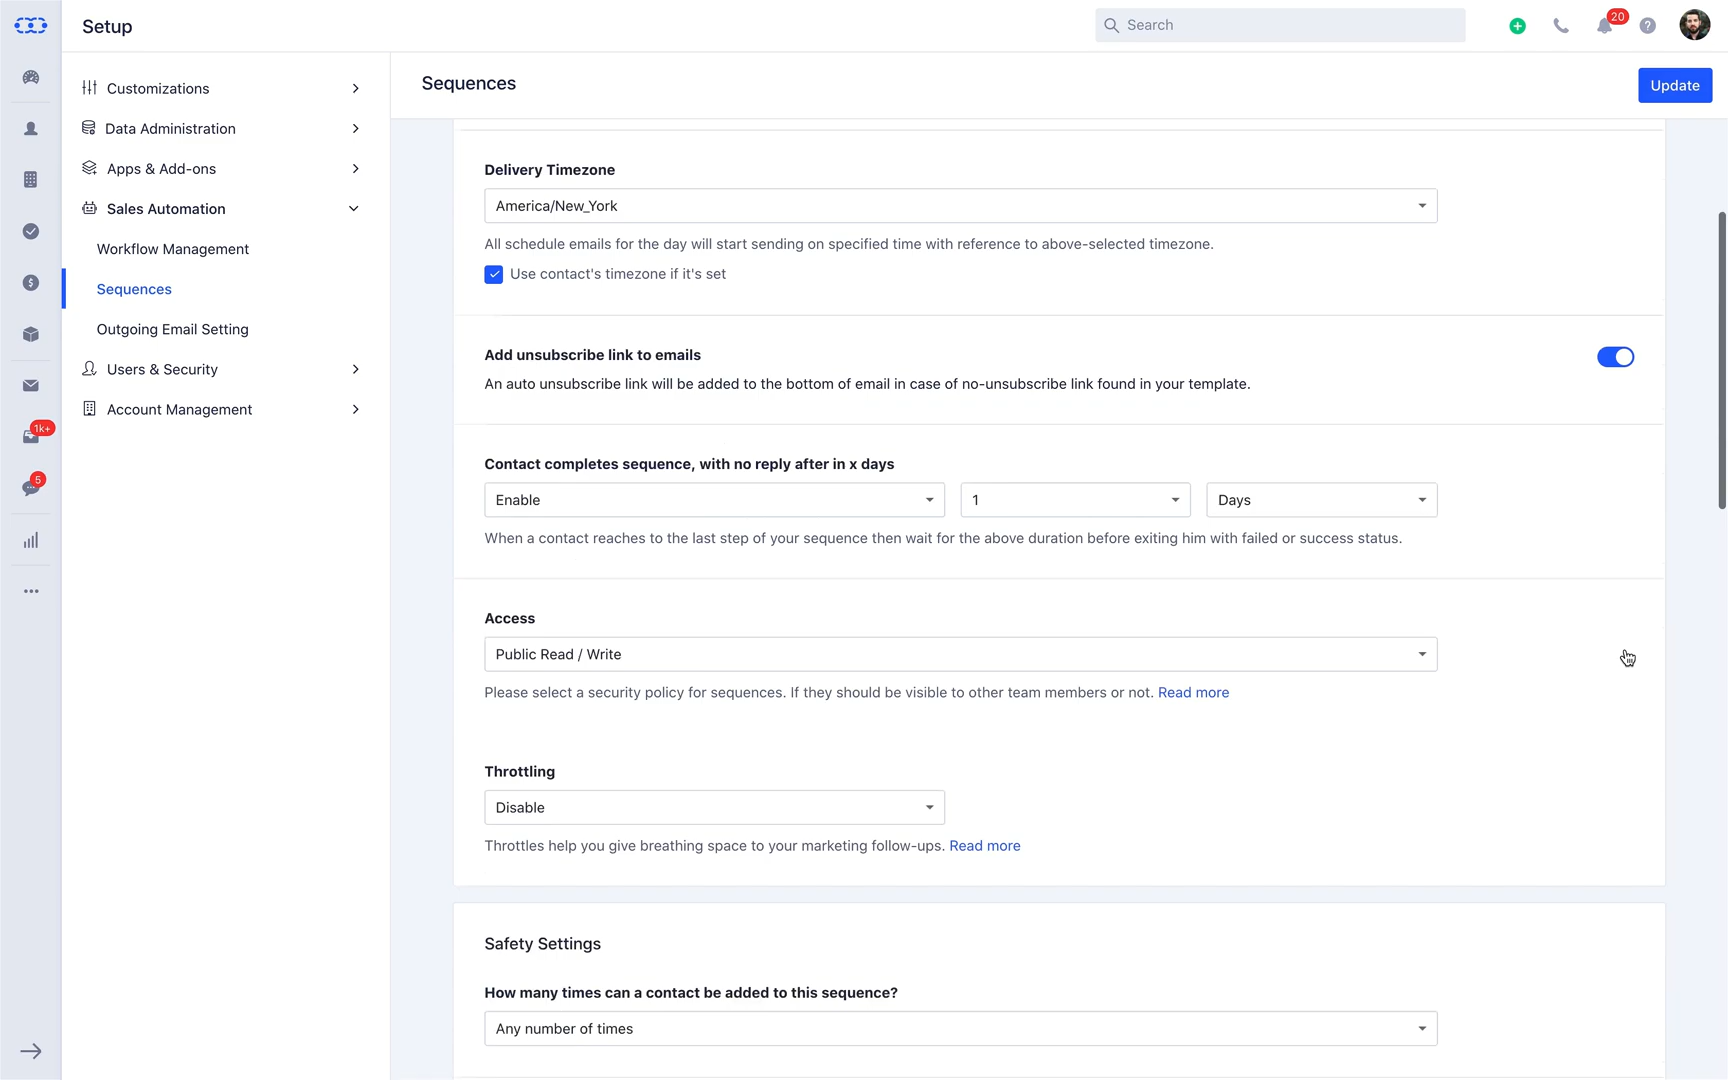 Setup
Search
20
?
Customizations
Data Administration
Apps & Add-ons
Sales Automation
Workflow Management
Sequences
Outgoing Email Setting
Users & Security
Account Management
1k+
5
Sequences
Update
Delivery Timezone
America/New_York
All schedule emails for the day will start sending on specified time with reference to above-selected timezone.
Use contact's timezone if it's set
Add unsubscribe link to emails
An auto unsubscribe link will be added to the bottom of email in case of no-unsubscribe link found in your template.
Contact completes sequence, with no reply after in x days
Enable 1 Days
When a contact reaches to the last step of your sequence then wait for the above duration before exiting him with failed or success status.
Access
Public Read / Write
Please select a security policy for sequences. If they should be visible to other team members or not. Read more
Throttling
Disable
Throttles help you give breathing space to your marketing follow-ups. Read more
Safety Settings
How many times can a contact be added to this sequence?
Any number of times